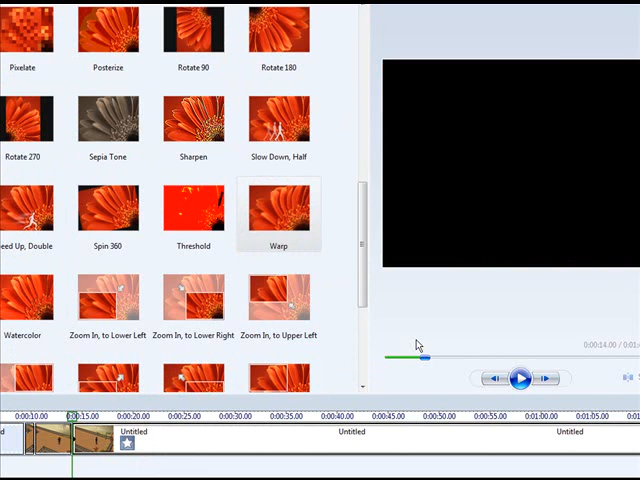 Pixelate
Posterize
Rotate 90
Rotate 180
Rotate 270
Sepia Tone
Sharpen
Slow Down, Half
eed Up, Double
Spin 360
Threshold
Warp
Watercolor
Zoom In, to Lower Left
Zoom In, to Lower Right
Zoom In, to Upper Left
0:00:14.00 / 0:01:4
0:00:10.00
0:00:15.00
0:00:20.00
0:00:25.00
0:00:30.00
0:00:35.00
0:00:40.00
0:00:45.00
0:00:50.00
0:00:55.00
0:01:00.00
0:01:05.00
0:01
d
Untitled
Untitled
Untitled